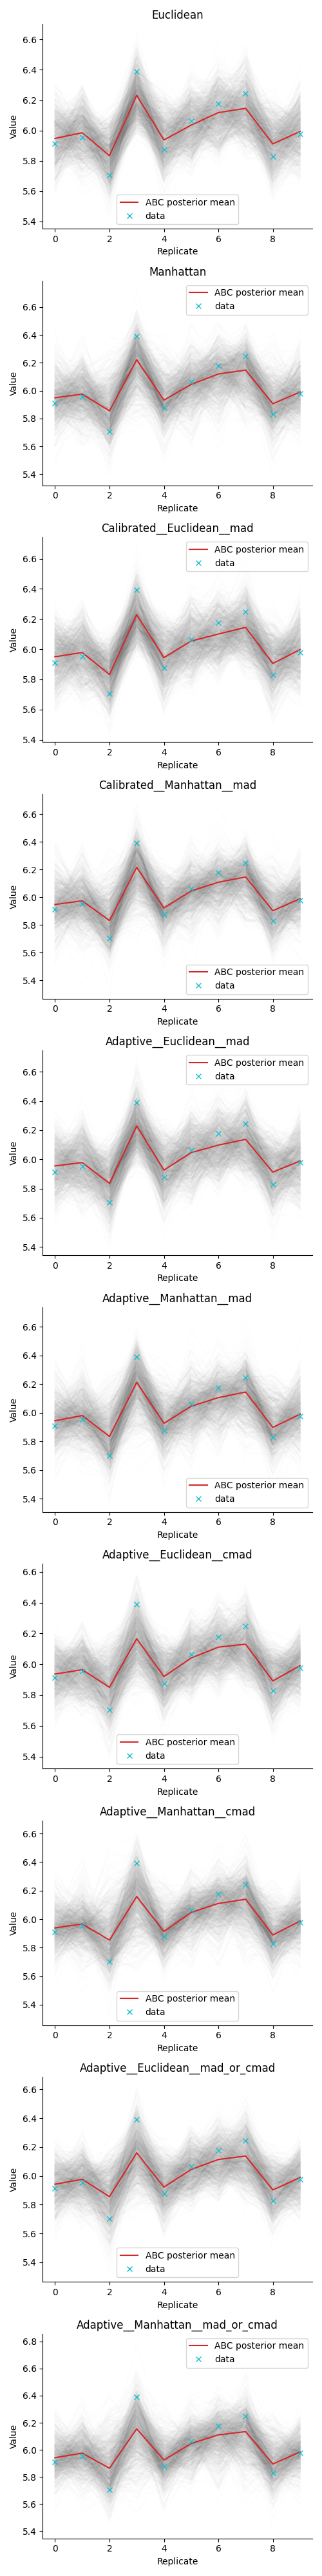 Euclidean
6.6
6.4
6.2
6.0
5.8
5.6
5.4
Value
ABC posterior mean
data
0 2 4 6 8
Replicate
Manhattan
6.6
6.4
6.2
6.0
5.8
5.6
5.4
Value
ABC posterior mean
data
0 2 4 6 8
Replicate
Calibrated__Euclidean__mad
6.6
6.4
6.2
6.0
5.8
5.6
5.4
Value
ABC posterior mean
data
0 2 4 6 8
Replicate
Calibrated__Manhattan__mad
6.6
6.4
6.2
6.0
5.8
5.6
5.4
Value
ABC posterior mean
data
0 2 4 6 8
Replicate
Adaptive__Euclidean__mad
6.6
6.4
6.2
6.0
5.8
5.6
5.4
Value
ABC posterior mean
data
0 2 4 6 8
Replicate
Adaptive__Manhattan__mad
6.6
6.4
6.2
6.0
5.8
5.6
5.4
Value
ABC posterior mean
data
0 2 4 6 8
Replicate
Adaptive__Euclidean__cmad
6.6
6.4
6.2
6.0
5.8
5.6
5.4
Value
ABC posterior mean
data
0 2 4 6 8
Replicate
Adaptive__Manhattan__cmad
6.6
6.4
6.2
6.0
5.8
5.6
5.4
Value
ABC posterior mean
data
0 2 4 6 8
Replicate
Adaptive__Euclidean__mad_or_cmad
6.6
6.4
6.2
6.0
5.8
5.6
5.4
Value
ABC posterior mean
data
0 2 4 6 8
Replicate
Adaptive__Manhattan__mad_or_cmad
6.8
6.6
6.4
6.2
6.0
5.8
5.6
5.4
Value
ABC posterior mean
data
0 2 4 6 8
Replicate